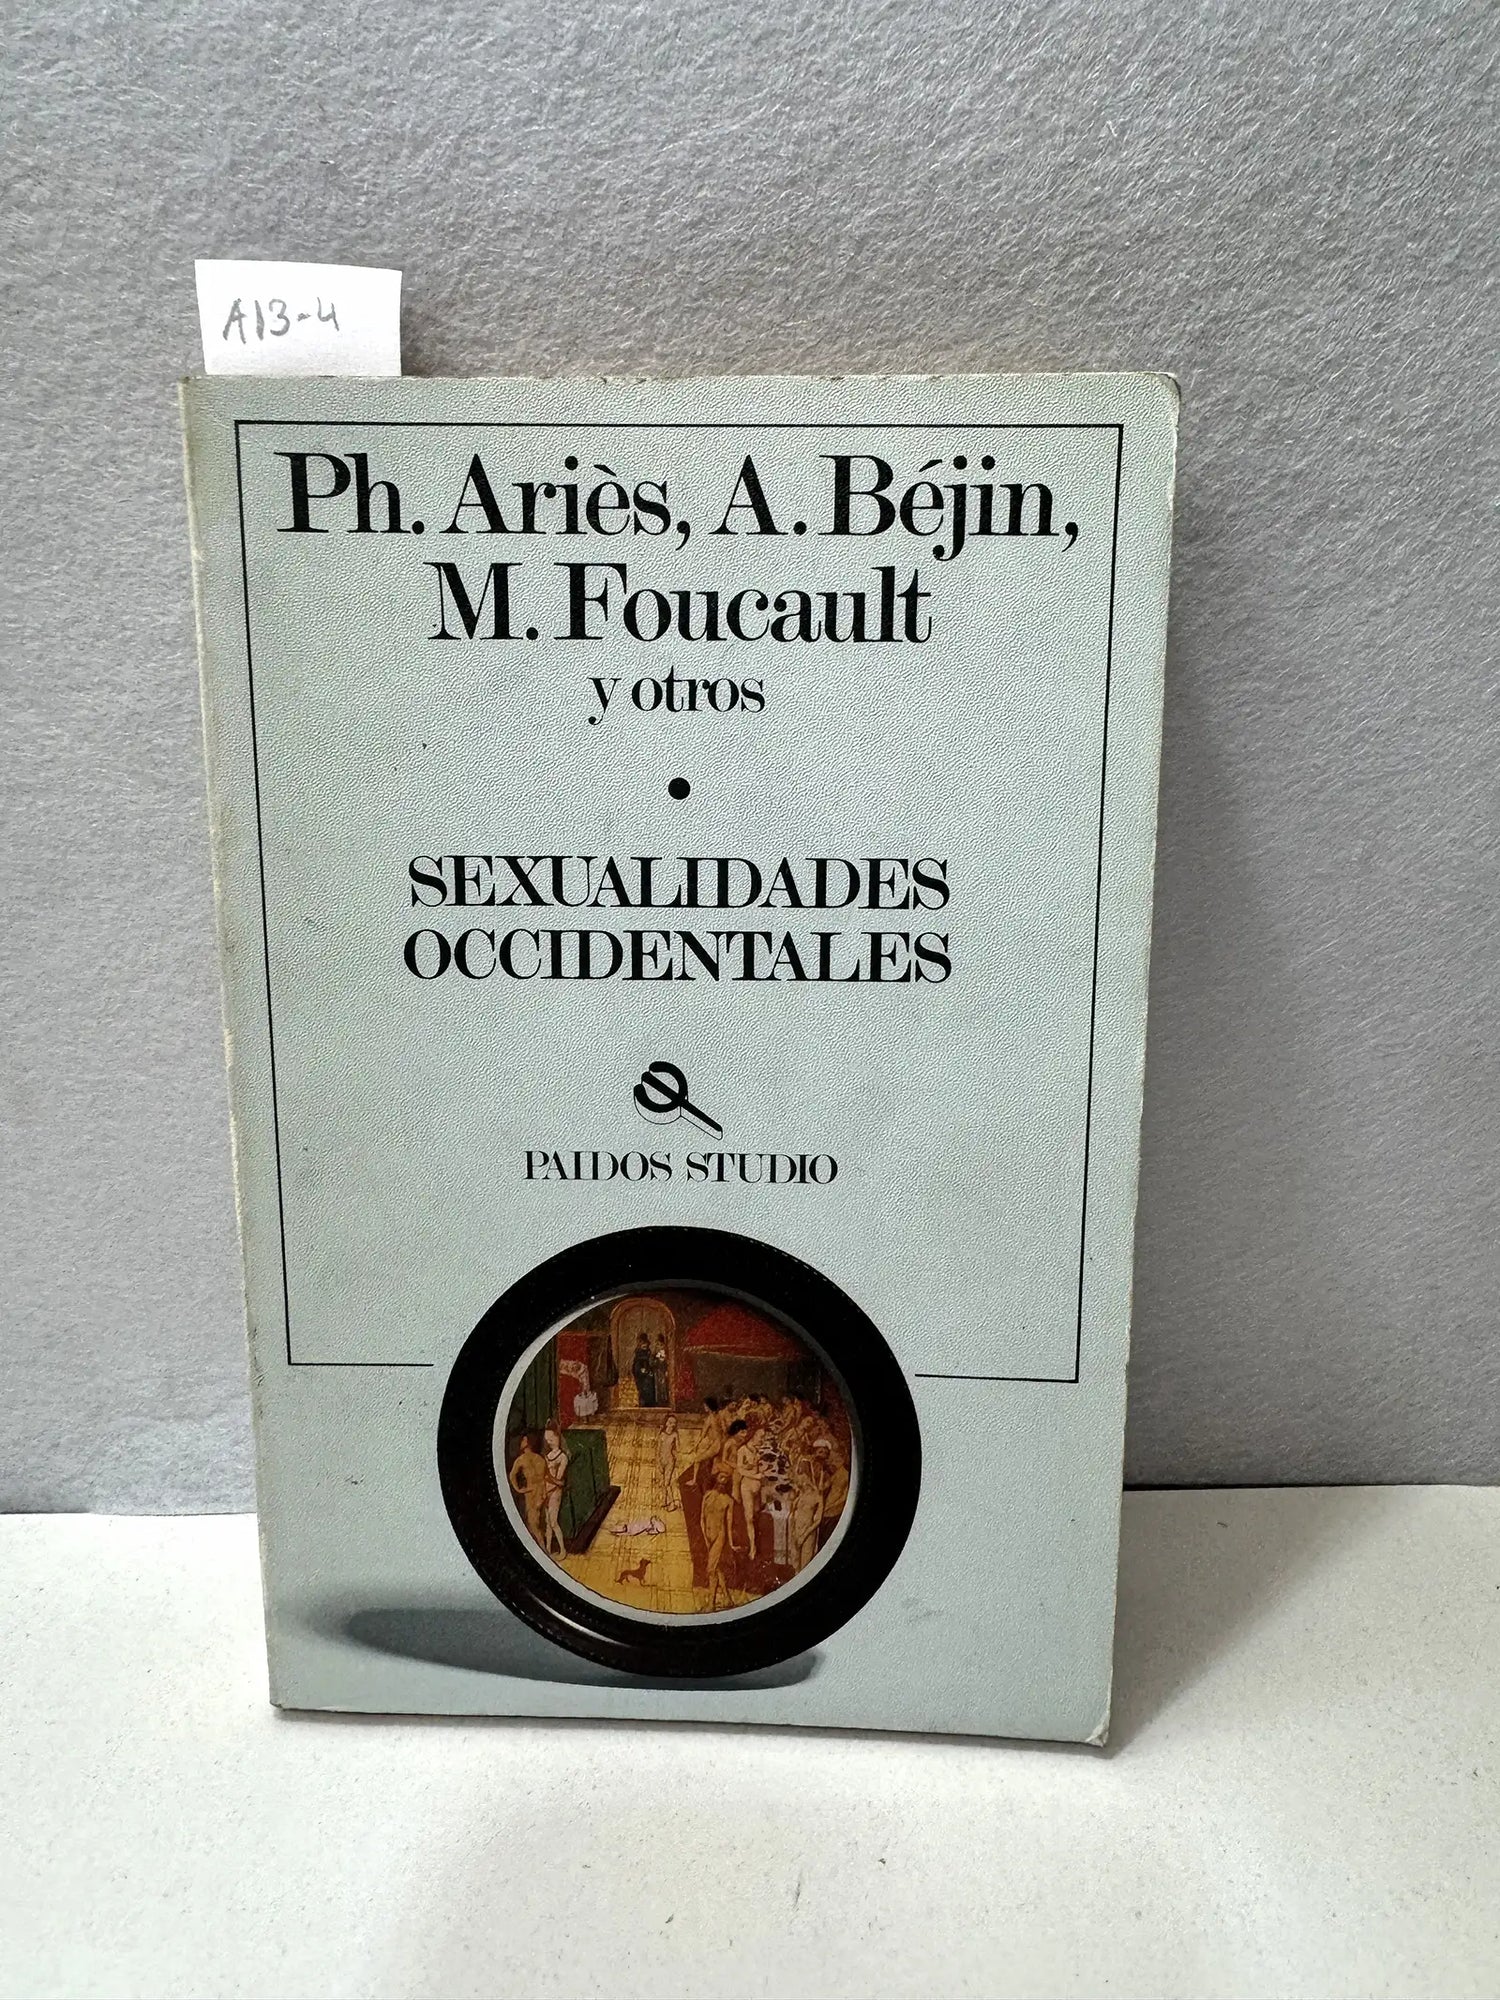 A13-4
Ph. Ariès, A. Béjin,
M. Foucault
y otros
SEXUALIDADES
OCCIDENTALES
PAIDOS STUDIO